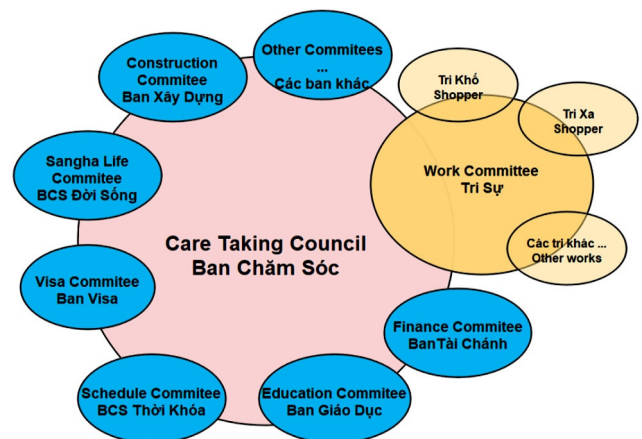 Other Commitees
...
Các ban khác
Construction
Commitee
Ban Xây Dựng
Tri Khố
Shopper
Tri Xa
Shopper
Sangha Life
Commitee
BCS Đời Sống
Work Committee
Tri Sự
Care Taking Council
Ban Chăm Sóc
Các tri khác ...
Other works
Visa Commitee
Ban Visa
Finance Commitee
BanTài Chánh
Schedule Commitee
BCS Thời Khóa
Education Commitee
Ban Giáo Dục